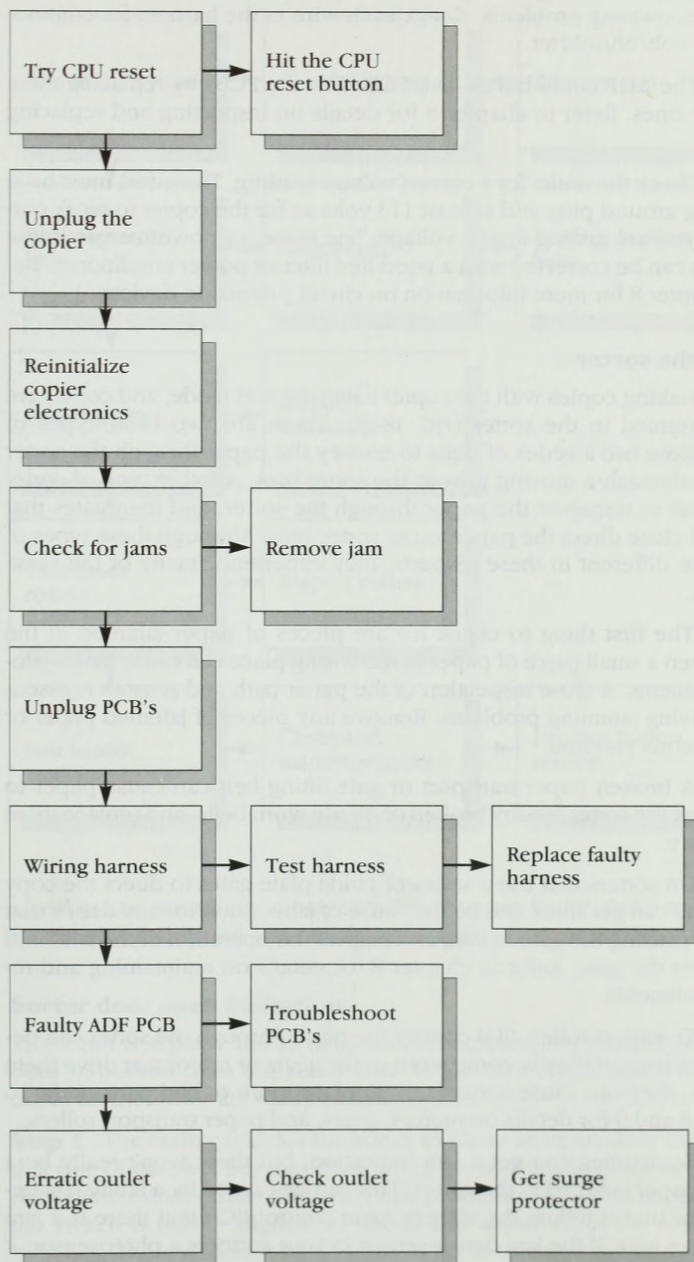 Try CPU reset
Hit the CPU
reset button
Unplug the
copier
Reinitialize
copier
electronics
Check for jams
Remove jam
Unplug PCB's
Wiring harness
Test harness
Replace faulty
harness
Faulty ADF PCB
Troubleshoot
PCB's
Erratic outlet
voltage
Check outlet
voltage
Get surge
protector